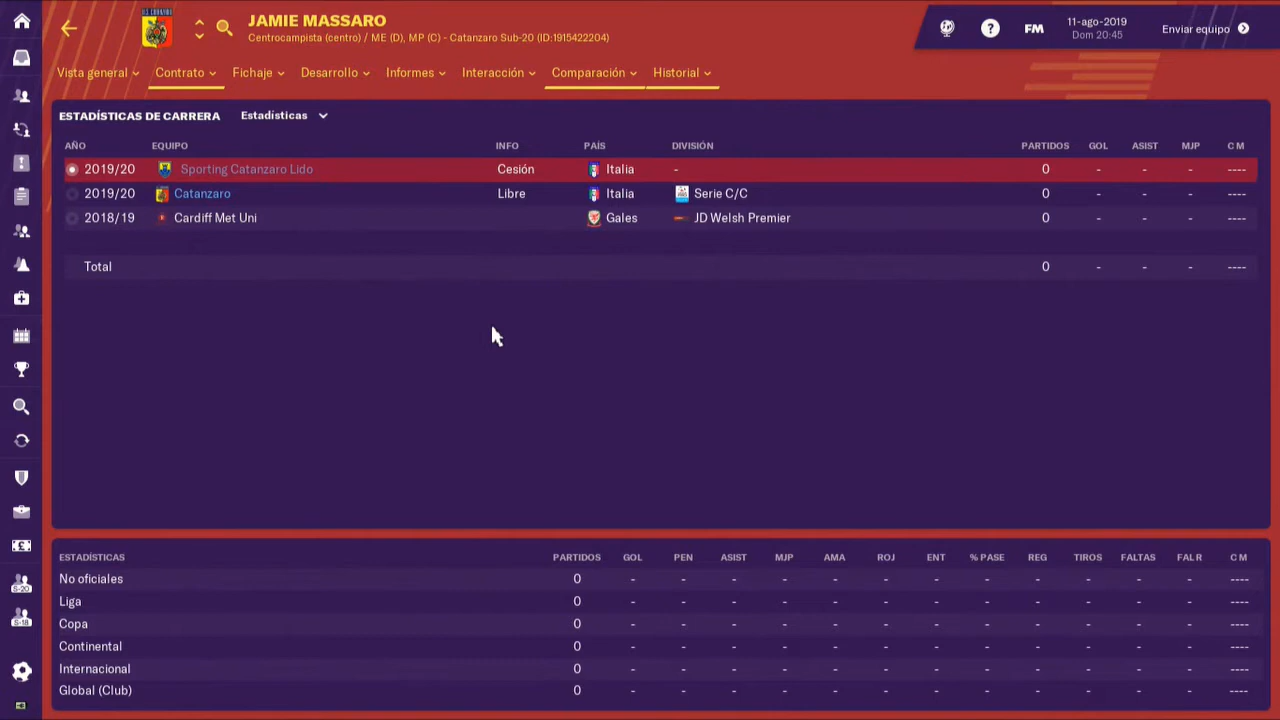 JAMIE MASSARO
Centrocampista (centro) / ME (D), MP (C) - Catanzaro Sub-20 (ID:1915422204)
FM
11-ago-2019
Dom 20:45
Enviar equipo
Vista general
Contrato
Fichaje
Desarrollo
Informes
Interacción
Comparación
Historial
ESTADÍSTICAS DE CARRERA Estadísticas
AÑO EQUIPO INFO PAÍS DIVISIÓN PARTIDOS GOL ASIST MJP C M
2019/20 Sporting Catanzaro Lido Cesión Italia - 0 - - - ----
2019/20 Catanzaro Libre Italia Serie C/C 0 - - - ----
2018/19 Cardiff Met Uni Gales JD Welsh Premier 0 - - - ----
Total 0 - - - ----
ESTADÍSTICAS PARTIDOS GOL PEN ASIST MJP AMA ROJ ENT % PASE REG TIROS FALTAS FAL R C M
No oficiales 0 - - - - - - - - - - - - ----
Liga 0 - - - - - - - - - - - - ----
Copa 0 - - - - - - - - - - - - ----
Continental 0 - - - - - - - - - - - - ----
Internacional 0 - - - - - - - - - - - - ----
Global (Club) 0 - - - - - - - - - - - - ----
S-20
S-18